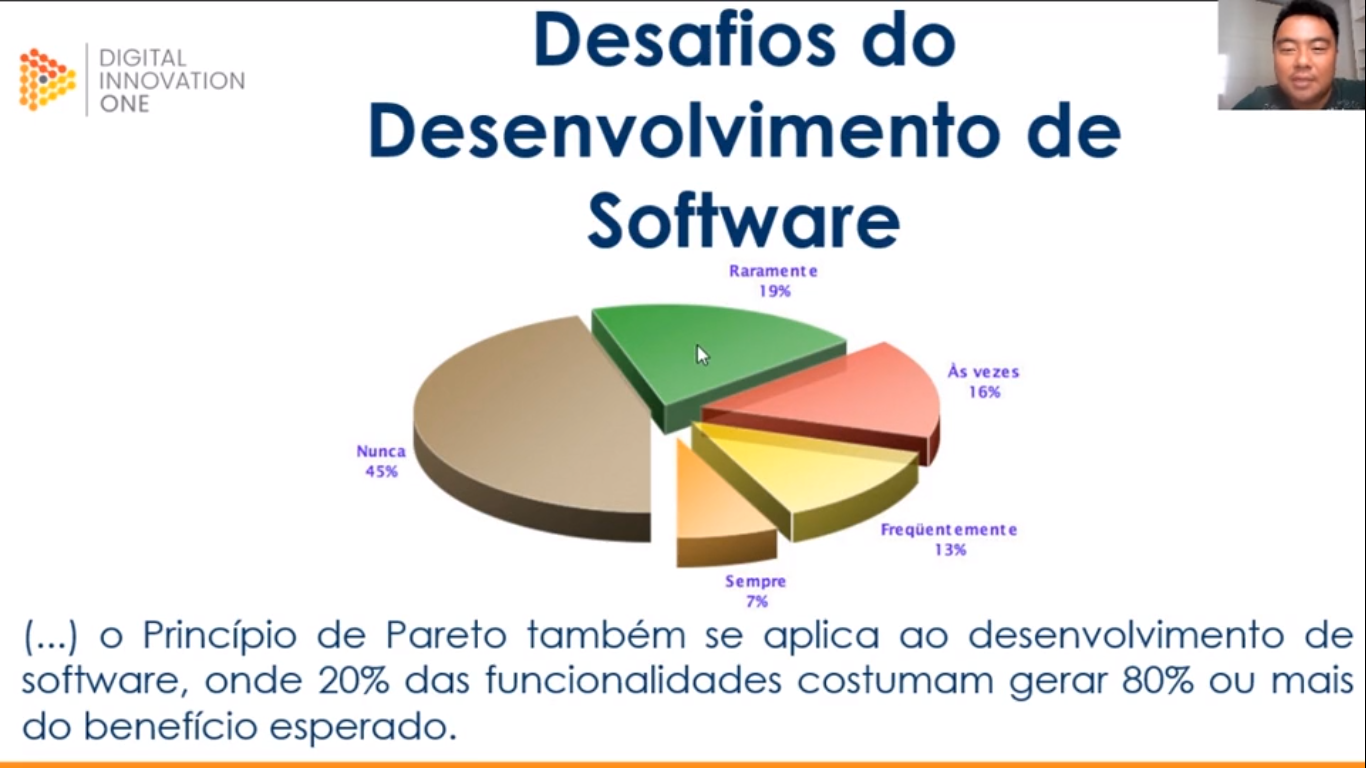 DIGITAL
INNOVATION
ONE
Desafios do
Desenvolvimento de
Software
Raramente
19%
Às vezes
16%
Nunca
45%
Freqüentemente
13%
Sempre
7%
(...) o Princípio de Pareto também se aplica ao desenvolvimento de
software, onde 20% das funcionalidades costumam gerar 80% ou mais
do benefício esperado.